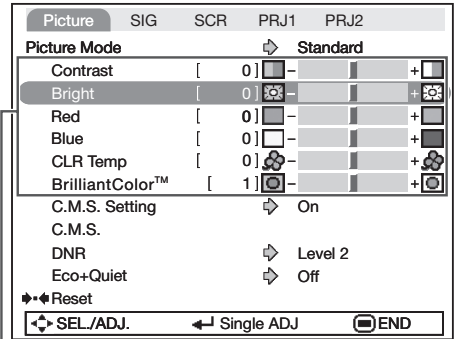 Picture SIG SCR PRJ1 PRJ2
Picture Mode Standard
Contrast [ 0] - +
Bright [ 0] - +
Red [ 0] - +
Blue [ 0] - +
CLR Temp [ 0] - +
BrilliantColor™ [ 1] - +
C.M.S. Setting On
C.M.S.
DNR Level 2
Eco+Quiet Off
Reset
SEL./ADJ. Single ADJ END